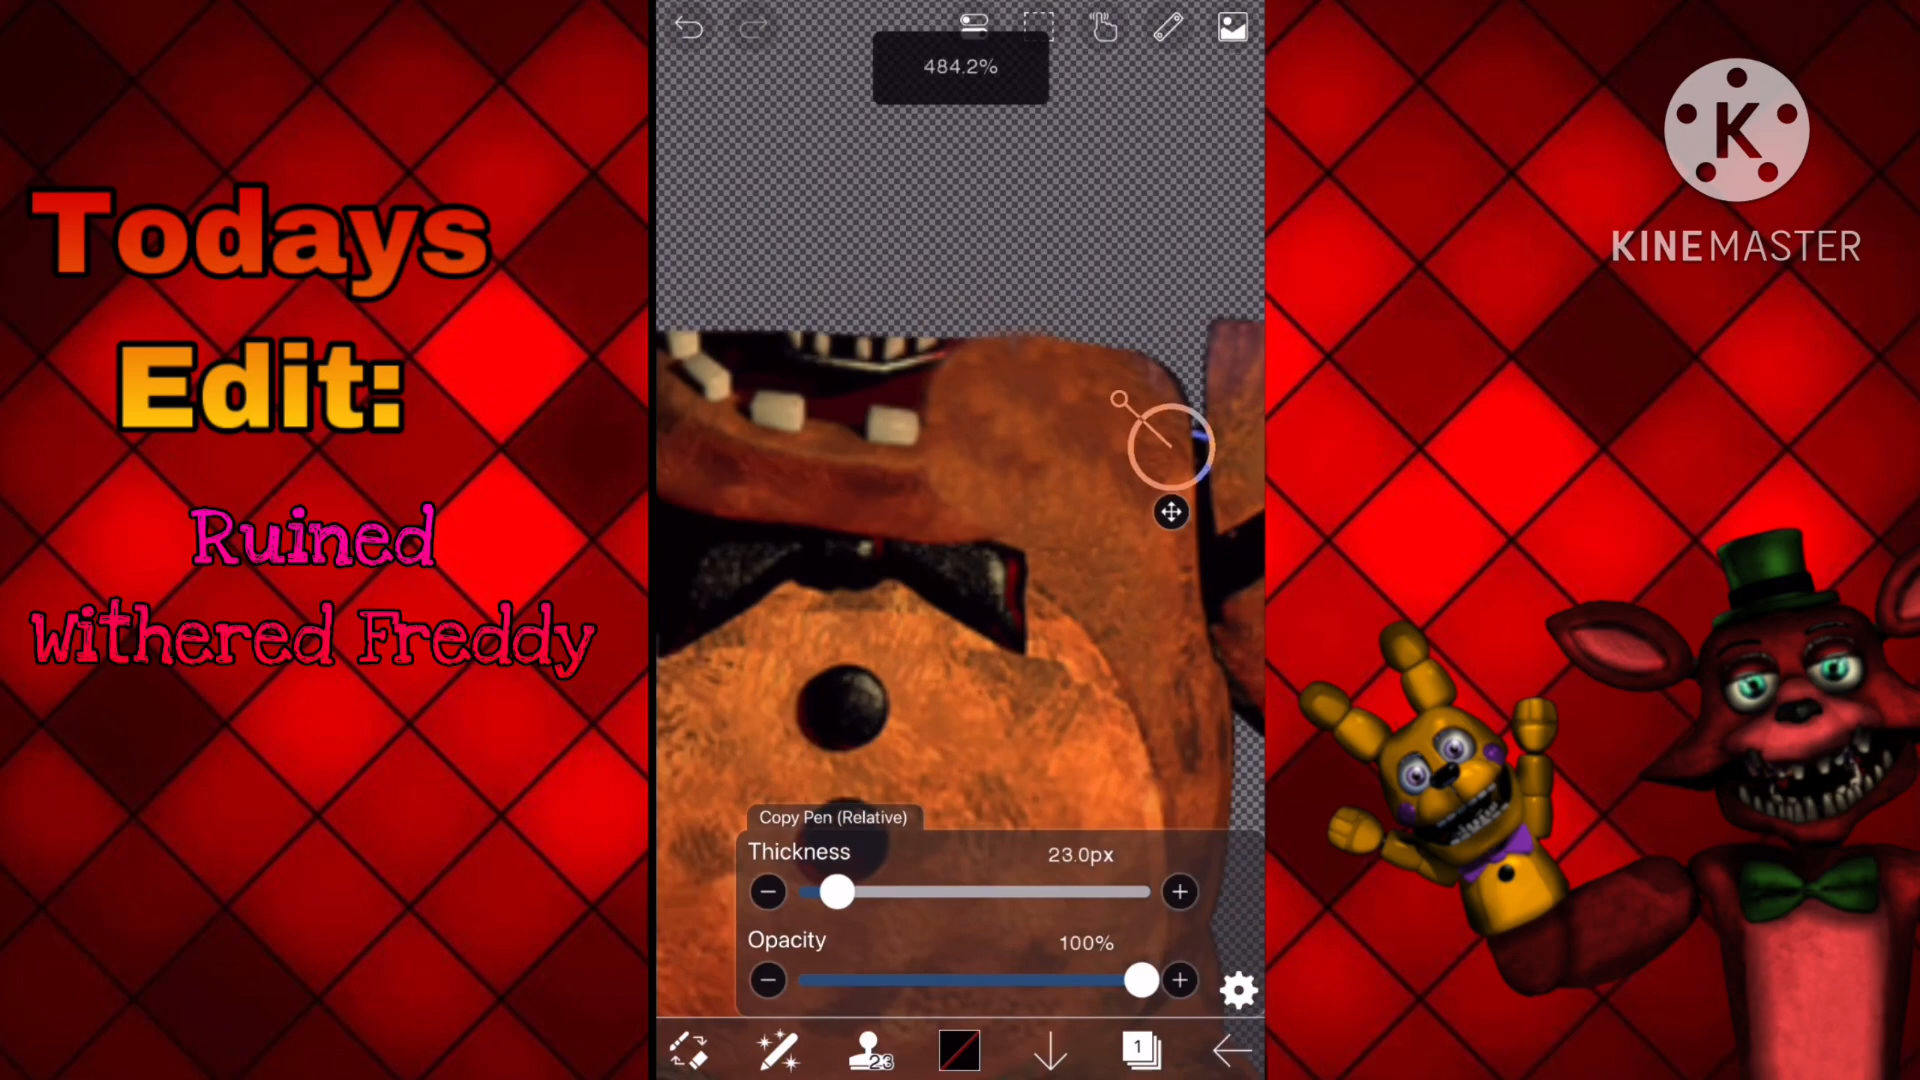 Todays
Edit:
Ruined
Withered Freddy
484.2%
Copy Pen (Relative)
Thickness
23.0px
Opacity
100%
23
1
K
KINEMASTER